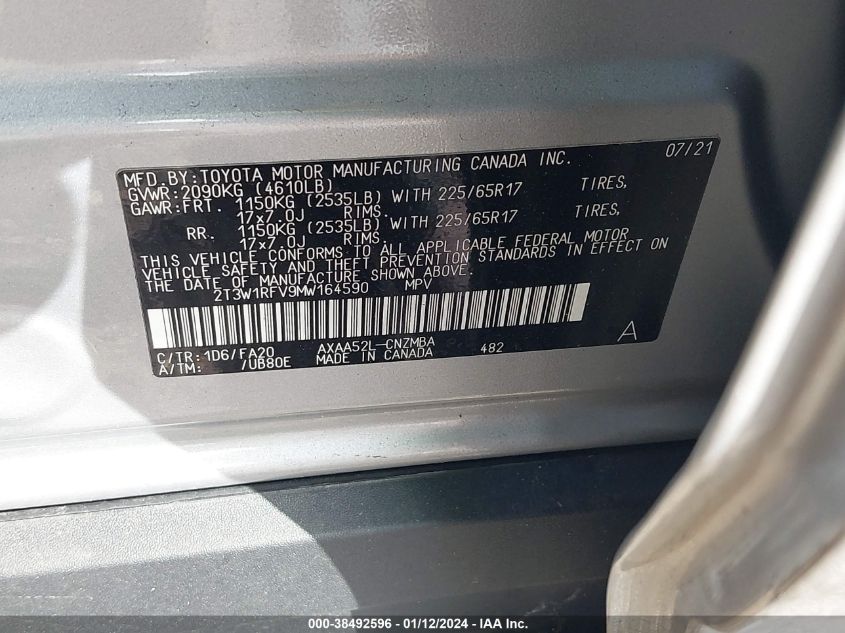 MFD. BY: TOYOTA MOTOR MANUFACTURING CANADA INC. 07/21
GVWR: 2090KG (4610LB)
GAWR: FRT. 1150KG (2535LB) WITH 225/65R17 TIRES,
17x7.0J RIMS.
RR. 1150KG (2535LB) WITH 225/65R17 TIRES,
17x7.0J RIMS.
THIS VEHICLE CONFORMS TO ALL APPLICABLE FEDERAL MOTOR
VEHICLE SAFETY AND THEFT PREVENTION STANDARDS IN EFFECT ON
THE DATE OF MANUFACTURE SHOWN ABOVE.
2T3W1RFV9MW164590 MPV
A
C/TR: 1D6/FA20 AXAA52L-CNZMBA 482
A/TM: /UB80E MADE IN CANADA
000-38492596 - 01/12/2024 - IAA Inc.